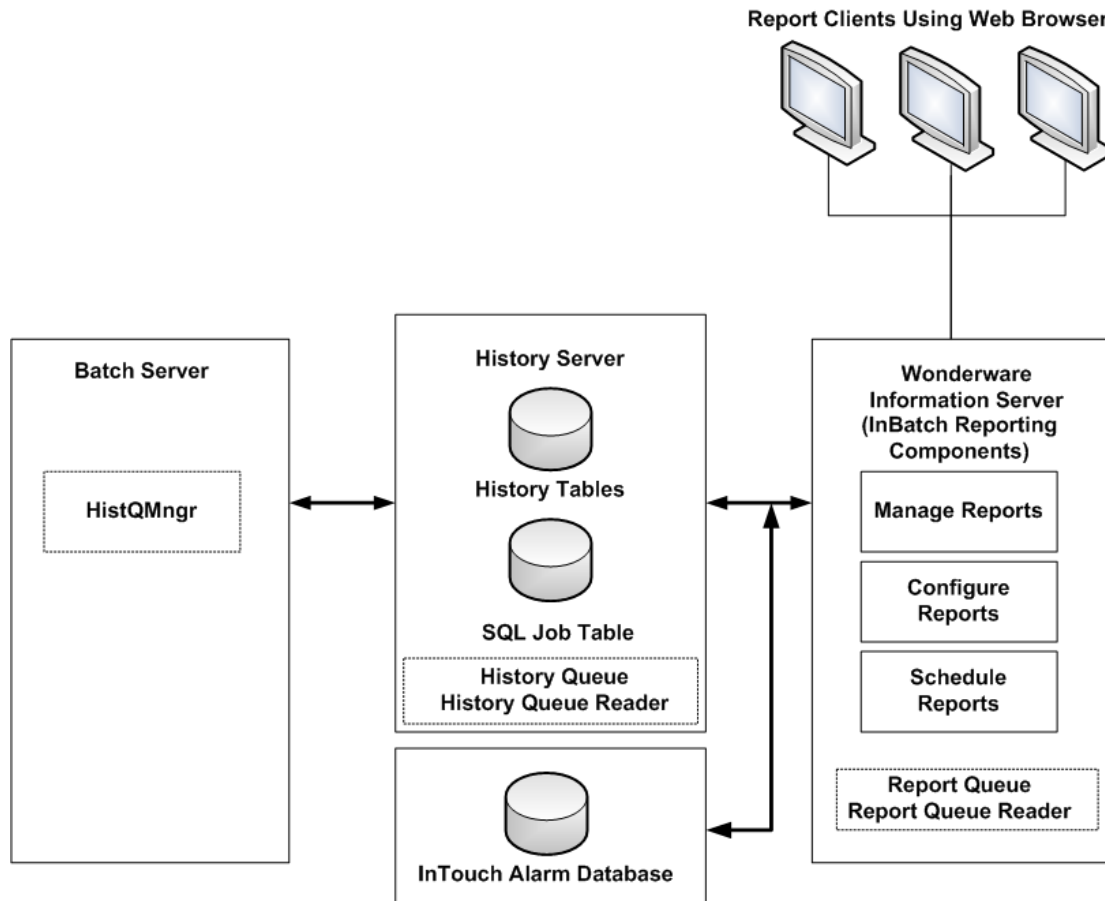 Report Clients Using Web Browser
Batch Server
HistQMngr
History Server
History Tables
SQL Job Table
History Queue
History Queue Reader
InTouch Alarm Database
Wonderware
Information Server
(InBatch Reporting
Components)
Manage Reports
Configure
Reports
Schedule
Reports
Report Queue
Report Queue Reader